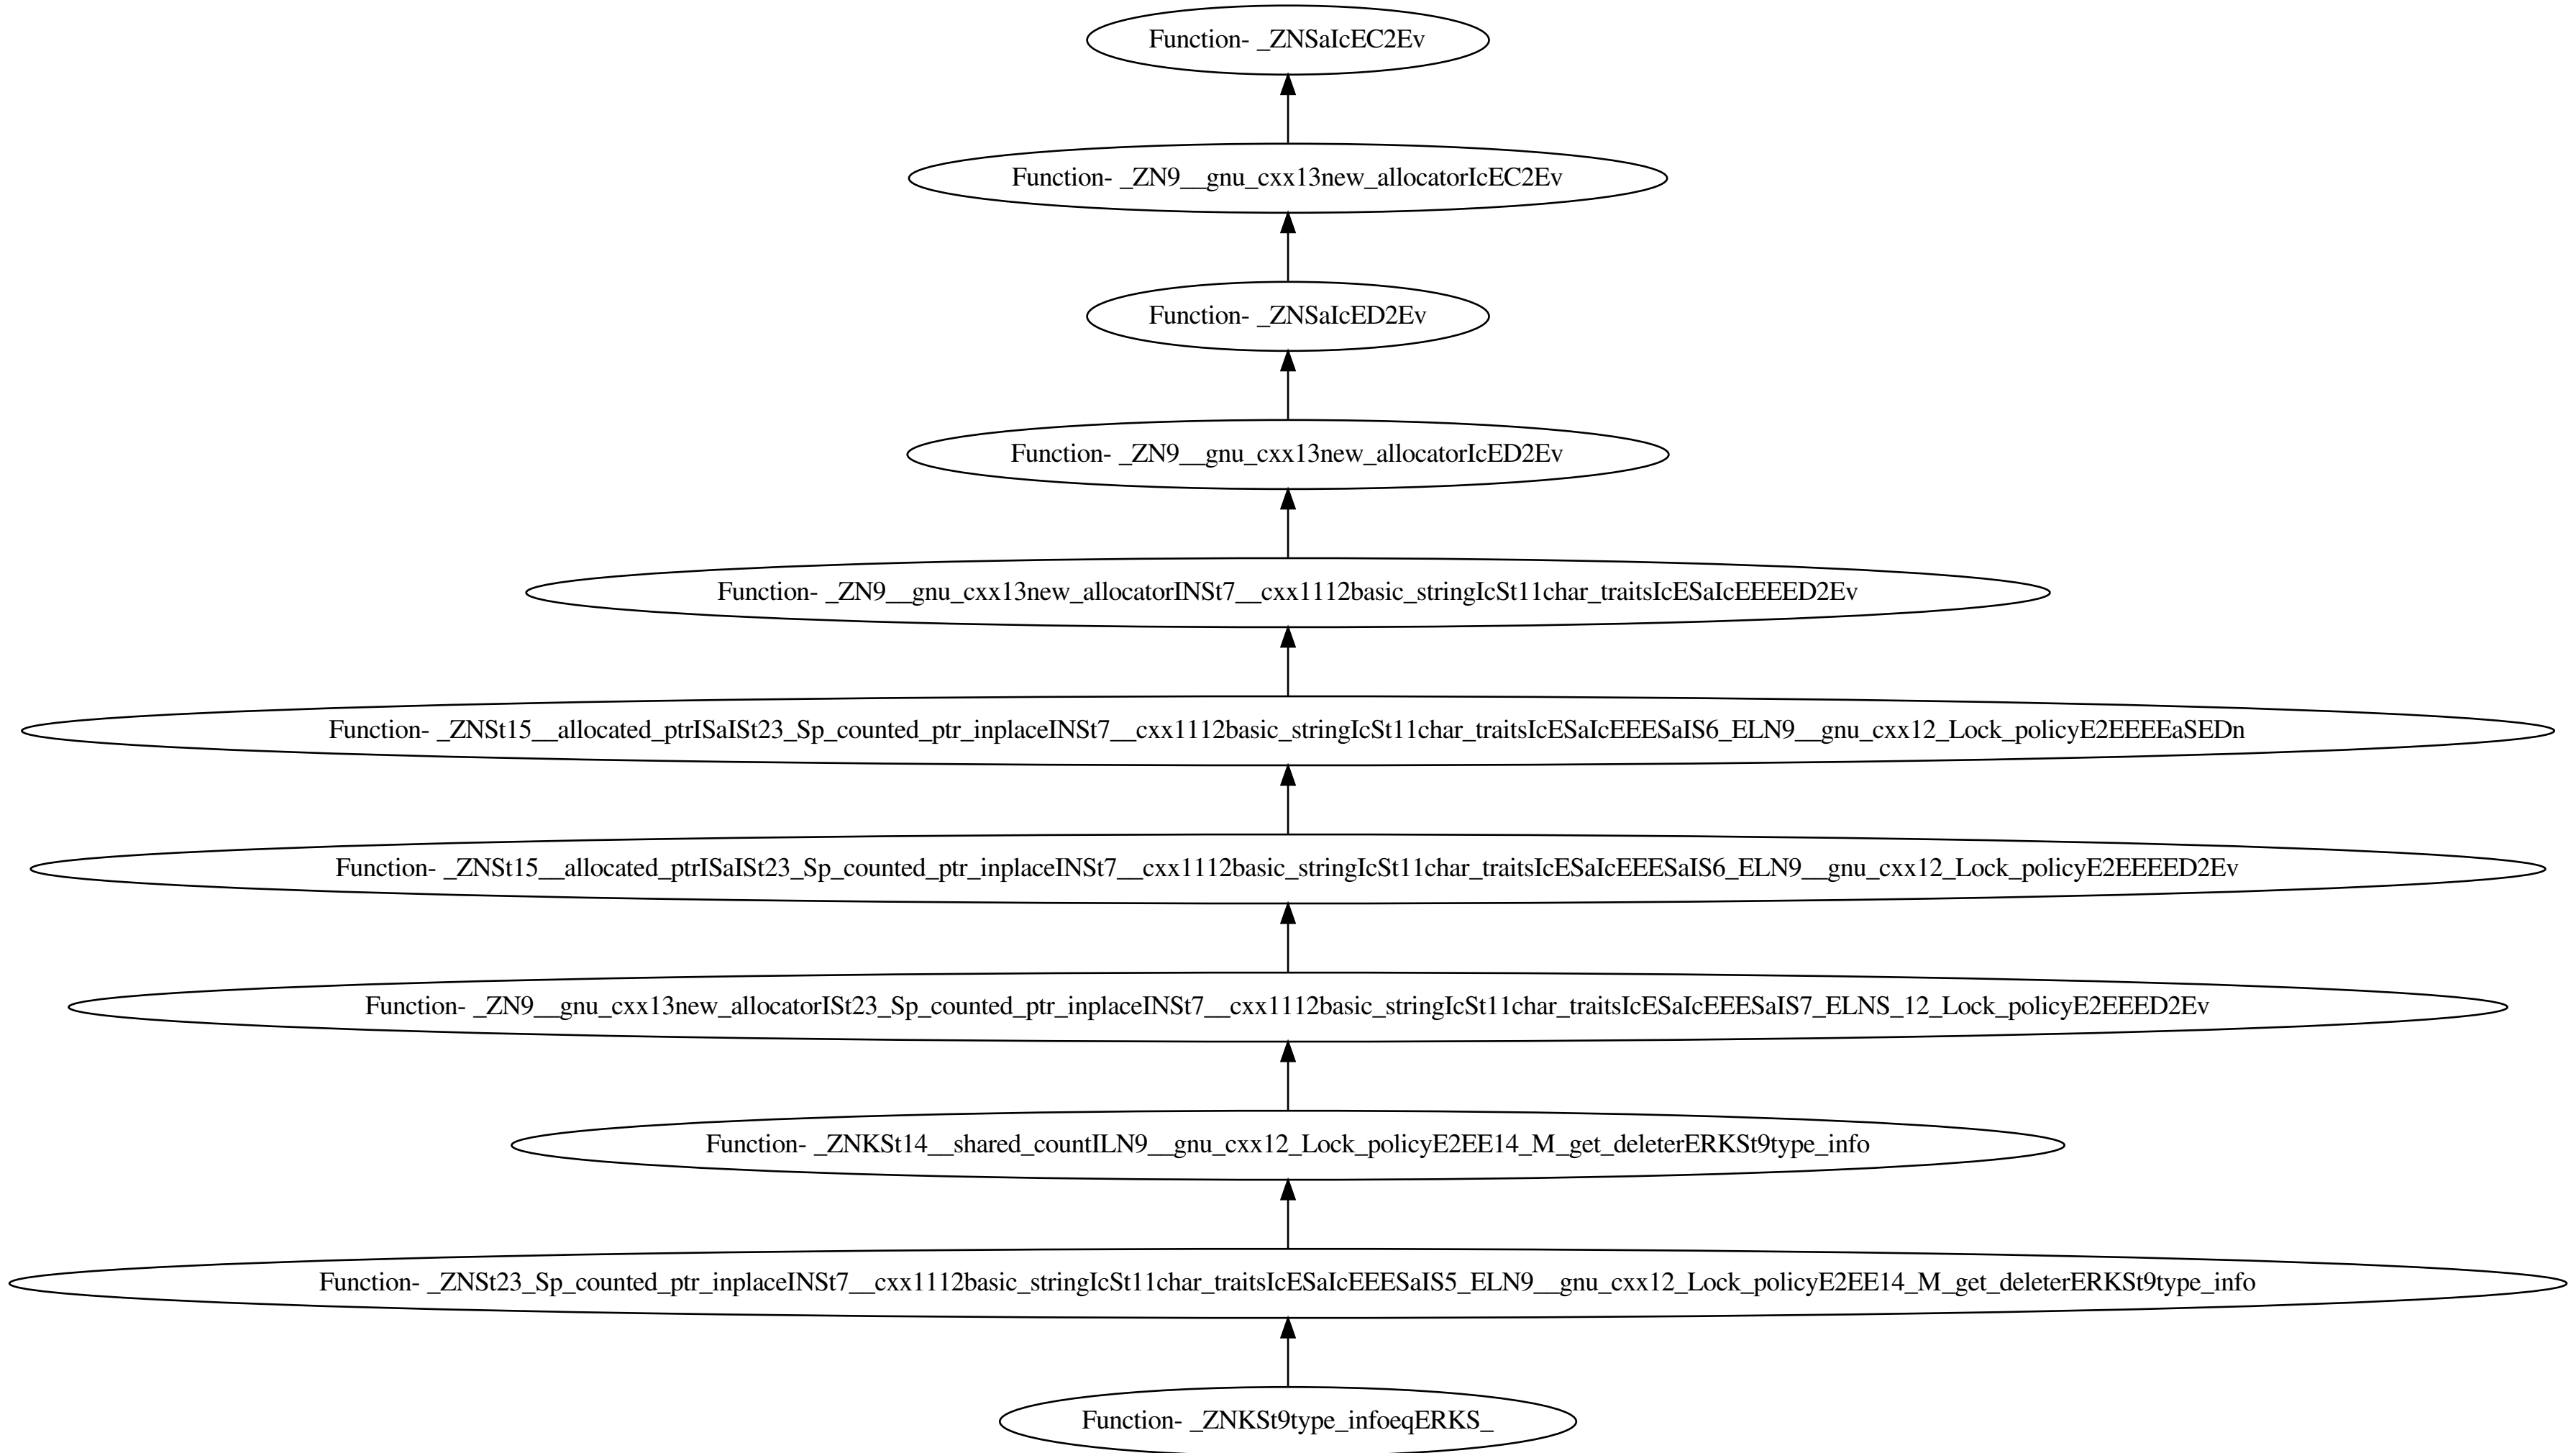 Function- _ZNSaIcEC2Ev
Function- _ZN9__gnu_cxx13new_allocatorIcEC2Ev
Function- _ZNSaIcED2Ev
Function- _ZN9__gnu_cxx13new_allocatorIcED2Ev
Function- _ZN9__gnu_cxx13new_allocatorINSt7__cxx1112basic_stringIcSt11char_traitsIcESaIcEEEED2Ev
Function- _ZNSt15__allocated_ptrISaISt23_Sp_counted_ptr_inplaceINSt7__cxx1112basic_stringIcSt11char_traitsIcESaIcEEESaIS6_ELN9__gnu_cxx12_Lock_policyE2EEEEaSEDn
Function- _ZNSt15__allocated_ptrISaISt23_Sp_counted_ptr_inplaceINSt7__cxx1112basic_stringIcSt11char_traitsIcESaIcEEESaIS6_ELN9__gnu_cxx12_Lock_policyE2EEEED2Ev
Function- _ZN9__gnu_cxx13new_allocatorISt23_Sp_counted_ptr_inplaceINSt7__cxx1112basic_stringIcSt11char_traitsIcESaIcEEESaIS7_ELNS_12_Lock_policyE2EEED2Ev
Function- _ZNKSt14__shared_countILN9__gnu_cxx12_Lock_policyE2EE14_M_get_deleterERKSt9type_info
Function- _ZNSt23_Sp_counted_ptr_inplaceINSt7__cxx1112basic_stringIcSt11char_traitsIcESaIcEEESaIS5_ELN9__gnu_cxx12_Lock_policyE2EE14_M_get_deleterERKSt9type_info
Function- _ZNKSt9type_infoeqERKS_